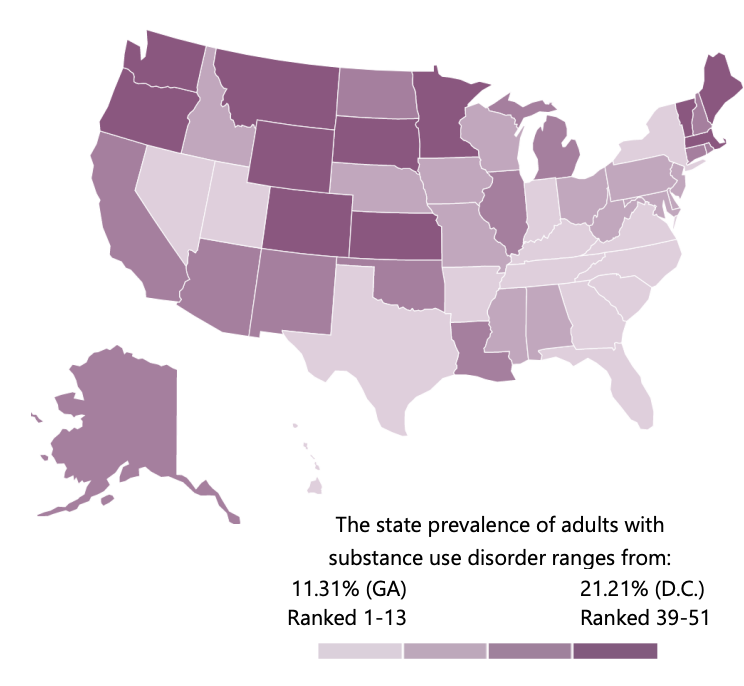 The state prevalence of adults with
substance use disorder ranges from:
11.31% (GA) 21.21% (D.C.)
Ranked 1-13 Ranked 39-51